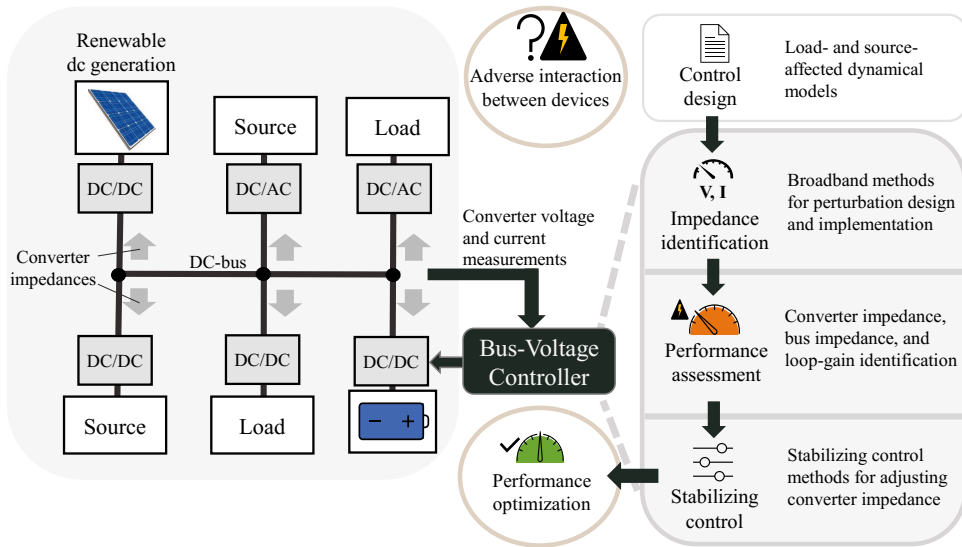 Renewable
dc generation
Source
Load
DC/DC
DC/AC
DC/AC
Converter
impedances
DC-bus
DC/DC
DC/DC
DC/DC
Source
Load
Converter voltage
and current
measurements
Bus-Voltage
Controller
?
Adverse interaction
between devices
Performance
optimization
Control
design
Load- and source-
affected dynamical
models
V, I
Impedance
identification
Broadband methods
for perturbation design
and implementation
Performance
assessment
Converter impedance,
bus impedance, and
loop-gain identification
Stabilizing
control
Stabilizing control
methods for adjusting
converter impedance